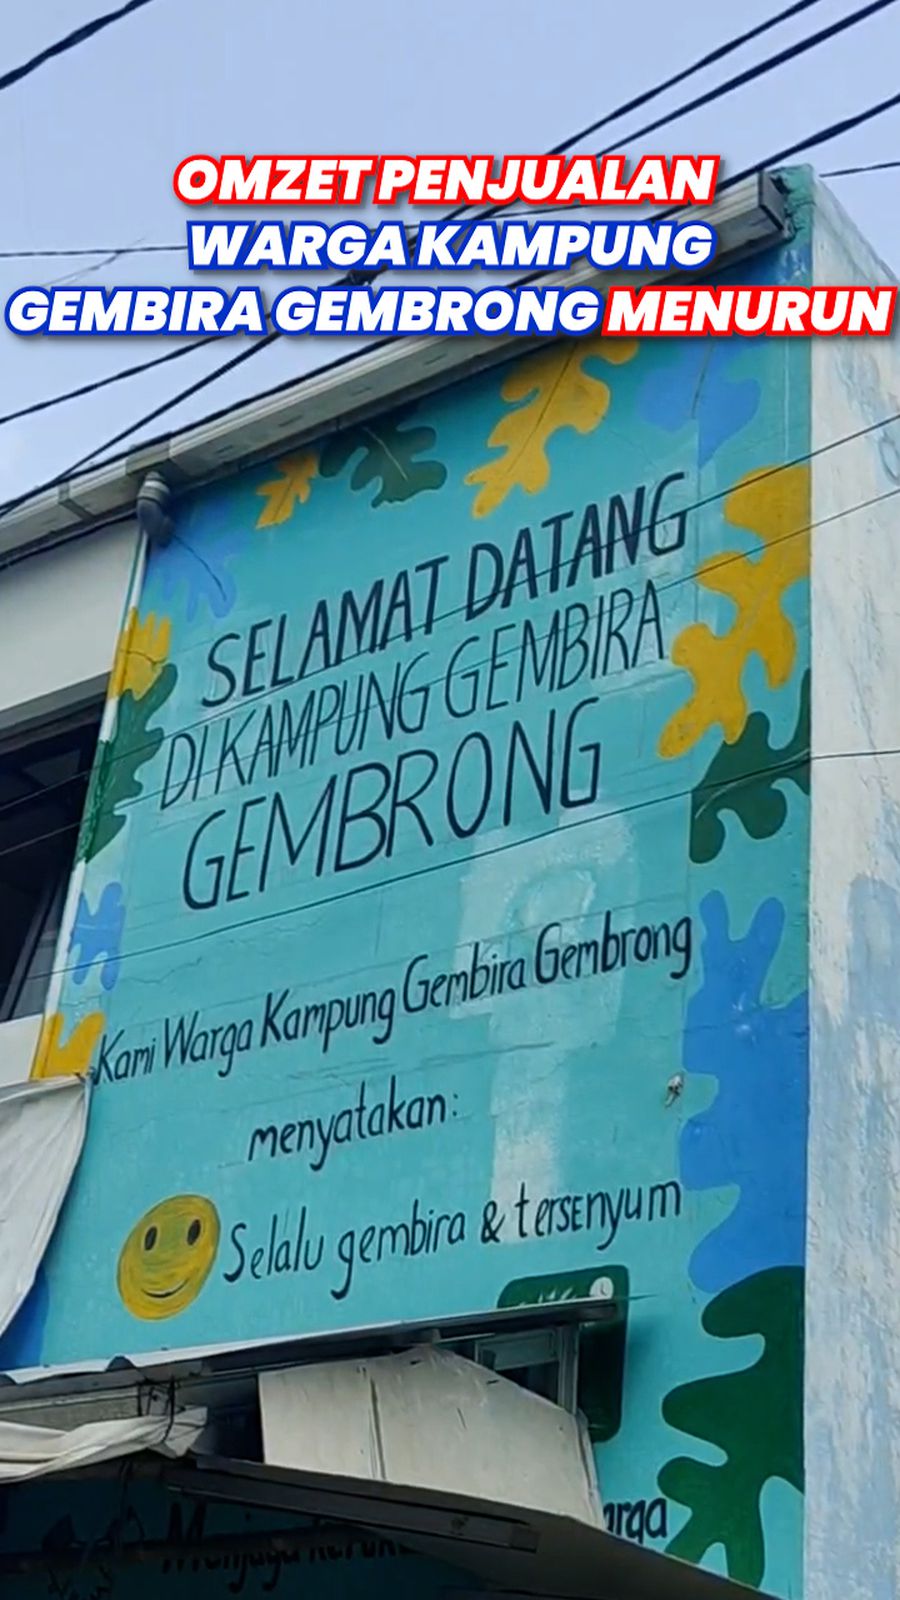 OMZET PENJUALAN
WARGA KAMPUNG
GEMBIRA GEMBRONG MENURUN
SELAMAT DATANG
DI KAMPUNG GEMBIRA
GEMBRONG
Kami Warga Kampung Gembira Gembrong
menyatakan:
Selalu gembira & tersenyum
Menjaga